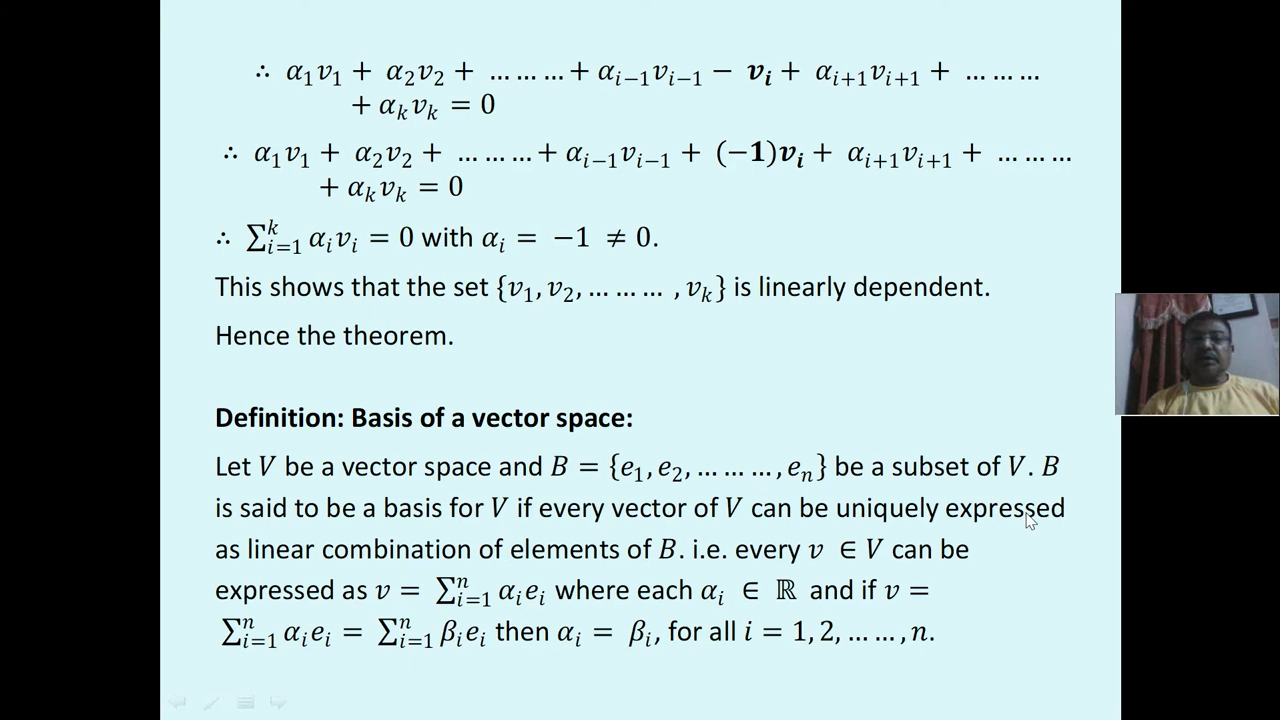 ∴ α₁v₁ + α₂v₂ + … … … + αᵢ₋₁vᵢ₋₁ − vᵢ + αᵢ₊₁vᵢ₊₁ + … … …
+ αₖvₖ = 0
∴ α₁v₁ + α₂v₂ + … … … + αᵢ₋₁vᵢ₋₁ + (−1)vᵢ + αᵢ₊₁vᵢ₊₁ + … … …
+ αₖvₖ = 0
∴ ∑ᵢ₌₁ᵏ αᵢvᵢ = 0 with αᵢ = −1 ≠ 0.
This shows that the set {v₁, v₂, … … … , vₖ} is linearly dependent.
Hence the theorem.
Definition: Basis of a vector space:
Let V be a vector space and B = {e₁, e₂, … … … , eₙ} be a subset of V. B
is said to be a basis for V if every vector of V can be uniquely expressed
as linear combination of elements of B. i.e. every v ∈ V can be
expressed as v = ∑ᵢ₌₁ⁿ αᵢeᵢ where each αᵢ ∈ ℝ and if v =
∑ᵢ₌₁ⁿ αᵢeᵢ = ∑ᵢ₌₁ⁿ βᵢeᵢ then αᵢ = βᵢ, for all i = 1, 2, … … , n.